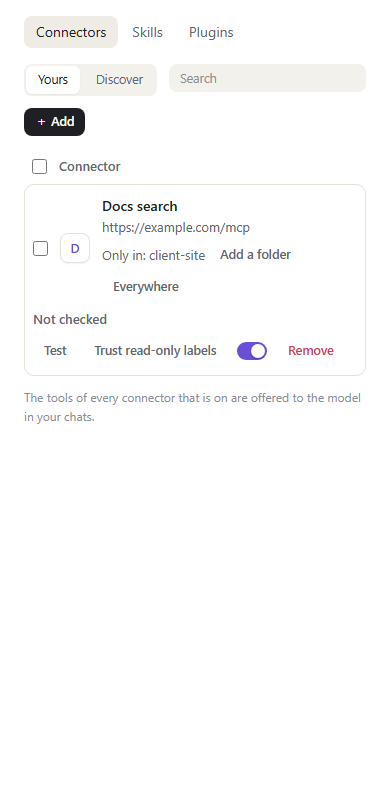 Connectors Skills Plugins
Yours Discover Search
+ Add
Connector
Docs search
D https://example.com/mcp
Only in: client-site Add a folder
Everywhere
Not checked
Test Trust read-only labels Remove
The tools of every connector that is on are offered to the model
in your chats.